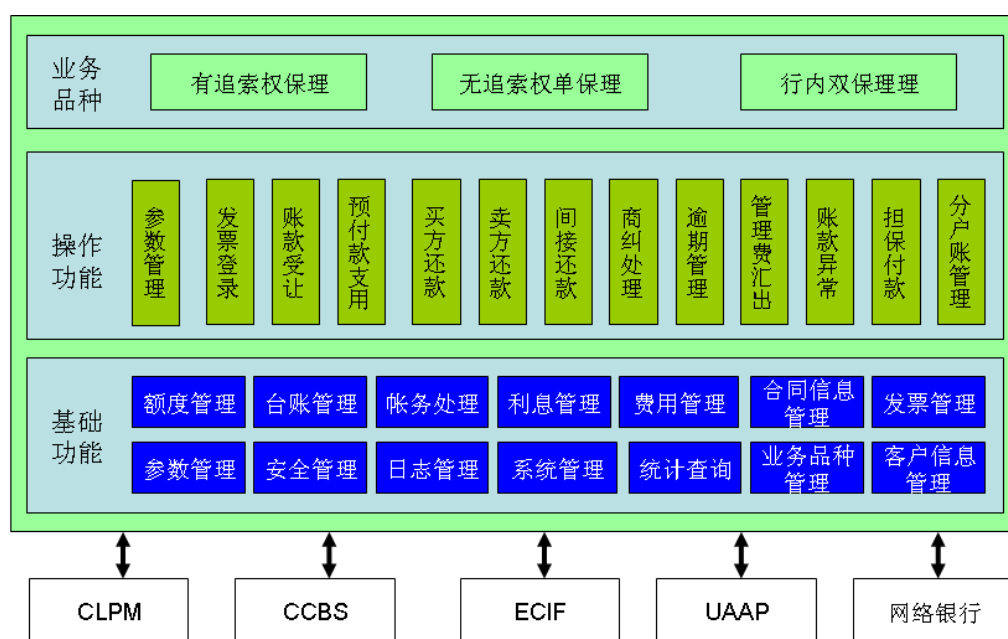 业务
品种
有追索权保理
无追索权单保理
行内双保理理
操作
功能
参数管理
发票登录
账款受让
预付款支用
买方还款
卖方还款
间接还款
商纠处理
逾期管理
管理费汇出
账款异常
担保付款
分户账管理
基础
功能
额度管理
台账管理
帐务处理
利息管理
费用管理
合同信息
管理
发票管理
参数管理
安全管理
日志管理
系统管理
统计查询
业务品种
管理
客户信息
管理
CLPM
CCBS
ECIF
UAAP
网络银行